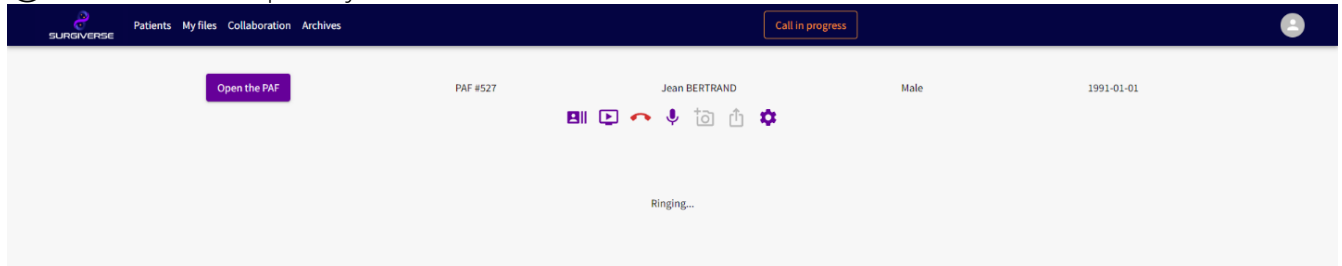 SURGIVERSE Patients My files Collaboration Archives Call in progress
Open the PAF PAF #527 Jean BERTRAND Male 1991-01-01
Ringing...